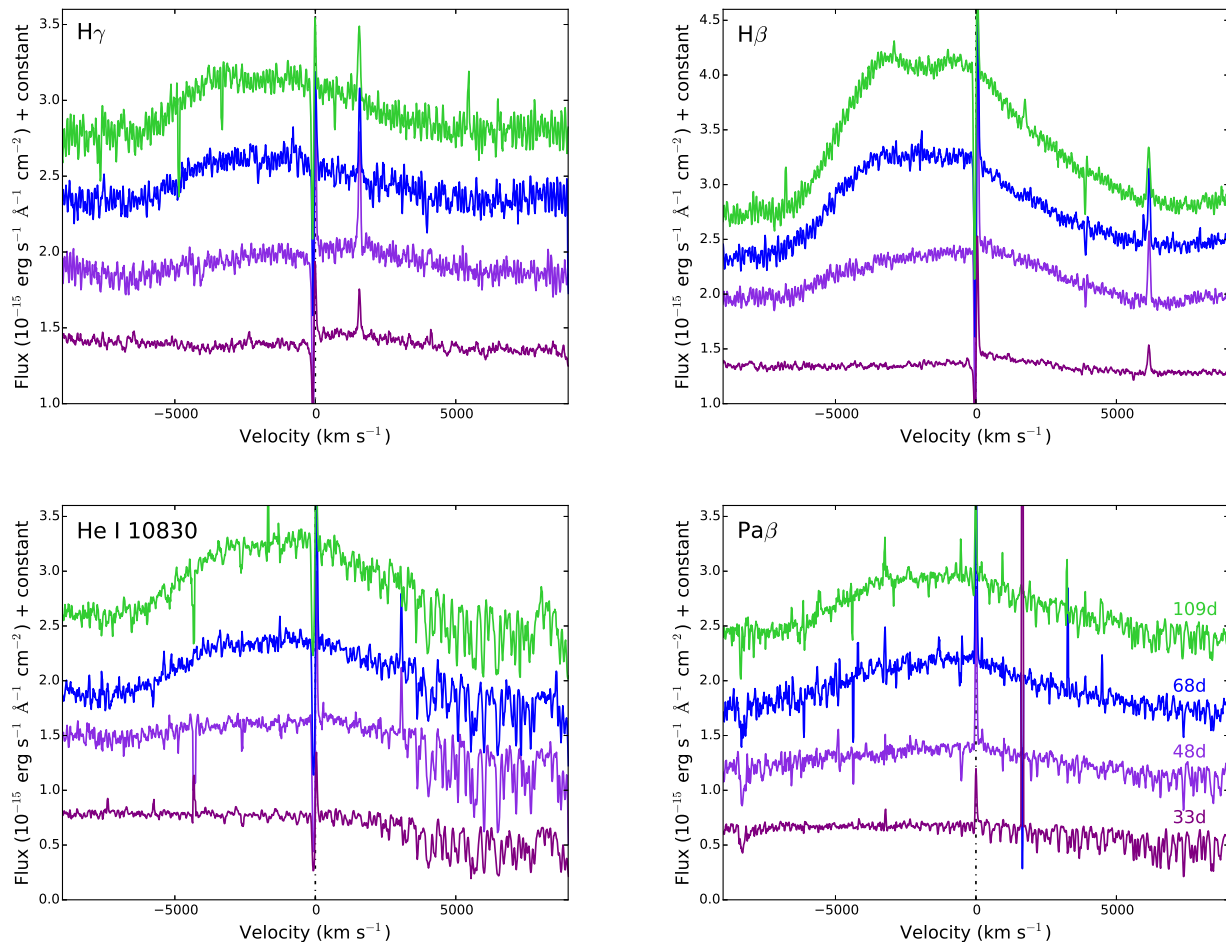 Hγ
Flux (10⁻¹⁵ erg s⁻¹ Å⁻¹ cm⁻²) + constant
3.5
3.0
2.5
2.0
1.5
1.0
−5000 0 5000
Velocity (km s⁻¹)
Hβ
Flux (10⁻¹⁵ erg s⁻¹ Å⁻¹ cm⁻²) + constant
4.5
4.0
3.5
3.0
2.5
2.0
1.5
1.0
−5000 0 5000
Velocity (km s⁻¹)
He I 10830
Flux (10⁻¹⁵ erg s⁻¹ Å⁻¹ cm⁻²) + constant
3.5
3.0
2.5
2.0
1.5
1.0
0.5
0.0
−5000 0 5000
Velocity (km s⁻¹)
Paβ
Flux (10⁻¹⁵ erg s⁻¹ Å⁻¹ cm⁻²) + constant
3.5
3.0
2.5
2.0
1.5
1.0
0.5
0.0
109d
68d
48d
33d
−5000 0 5000
Velocity (km s⁻¹)